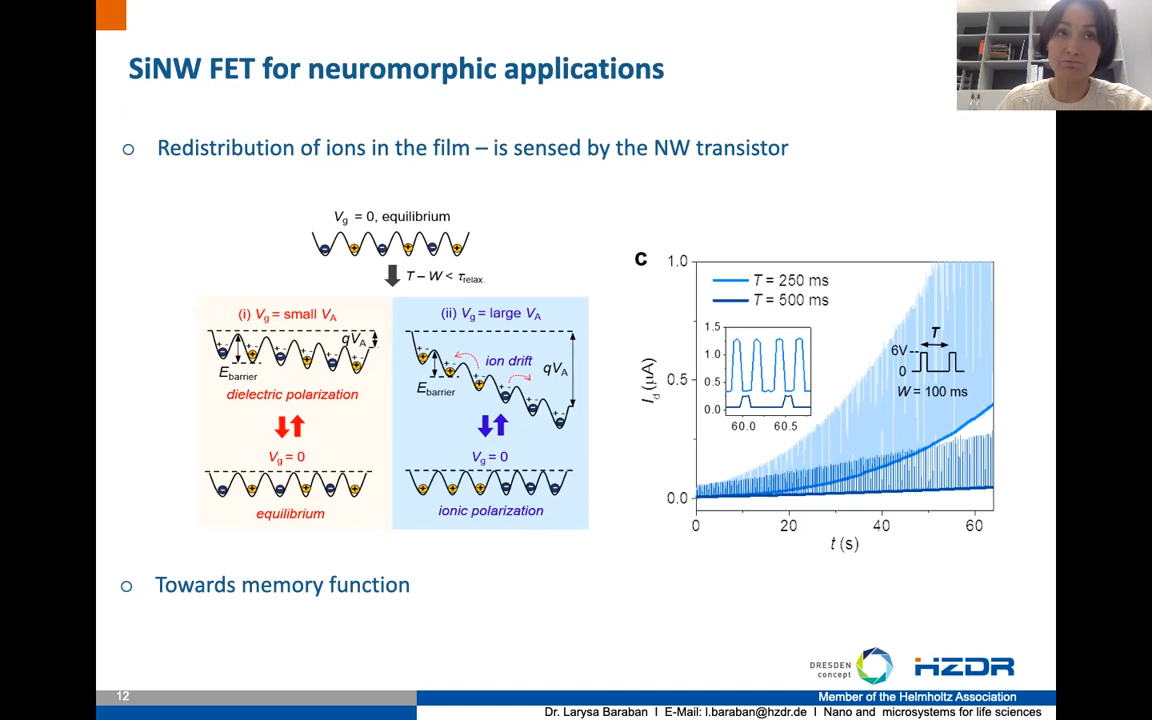 SiNW FET for neuromorphic applications
○ Redistribution of ions in the film – is sensed by the NW transistor
Vg = 0, equilibrium
T – W < τrelax.
(i) Vg = small VA
qVA
Ebarrier
dielectric polarization
Vg = 0
equilibrium
(ii) Vg = large VA
ion drift
qVA
Ebarrier
Vg = 0
ionic polarization
C
1.0
0.5
0.0
Id (μA)
T = 250 ms
T = 500 ms
1.5
1.0
0.5
0.0
60.0 60.5
T
6V
0
W = 100 ms
0 20 40 60
t (s)
○ Towards memory function
DRESDEN
concept
HZDR
12
Member of the Helmholtz Association
Dr. Larysa Baraban I E-Mail: l.baraban@hzdr.de I Nano and microsystems for life sciences